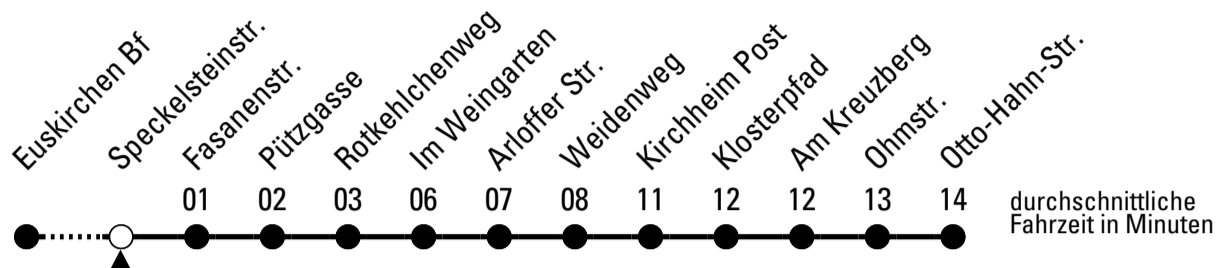 Euskirchen Bf
Speckelsteinstr.
Fasanenstr.
Pützgasse
Rotkehlchenweg
Im Weingarten
Arloffer Str.
Weidenweg
Kirchheim Post
Klosterpfad
Am Kreuzberg
Ohmstr.
Otto-Hahn-Str.
01 02 03 06 07 08 11 12 12 13 14
durchschnittliche
Fahrzeit in Minuten